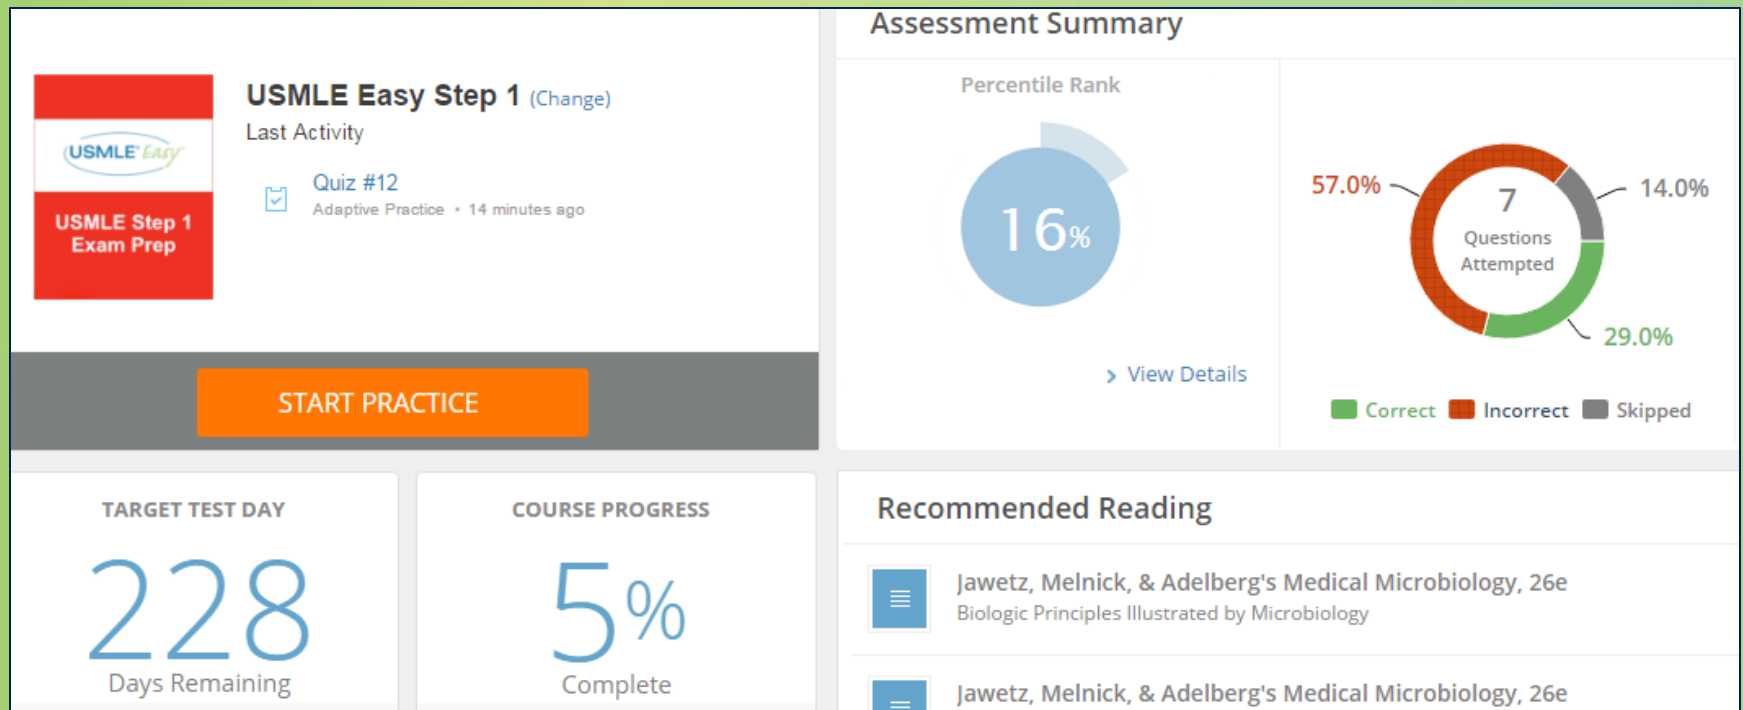 USMLE Easy
USMLE Step 1
Exam Prep
USMLE Easy Step 1 (Change)
Last Activity
Quiz #12
Adaptive Practice • 14 minutes ago
START PRACTICE
Assessment Summary
Percentile Rank
16%
> View Details
57.0%
14.0%
7
Questions
Attempted
29.0%
Correct Incorrect Skipped
TARGET TEST DAY
228
Days Remaining
COURSE PROGRESS
5%
Complete
Recommended Reading
Jawetz, Melnick, & Adelberg's Medical Microbiology, 26e
Biologic Principles Illustrated by Microbiology
Jawetz, Melnick, & Adelberg's Medical Microbiology, 26e